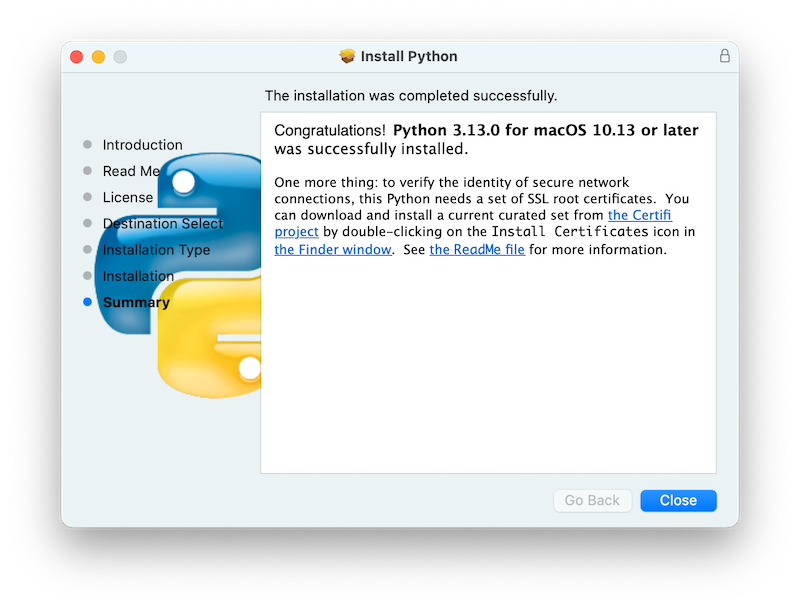 Install Python
The installation was completed successfully.
Introduction
Read Me
License
Destination Select
Installation Type
Installation
Summary
Congratulations! Python 3.13.0 for macOS 10.13 or later
was successfully installed.
One more thing: to verify the identity of secure network
connections, this Python needs a set of SSL root certificates. You
can download and install a current curated set from the Certifi
project by double-clicking on the Install Certificates icon in
the Finder window. See the ReadMe file for more information.
Go Back
Close